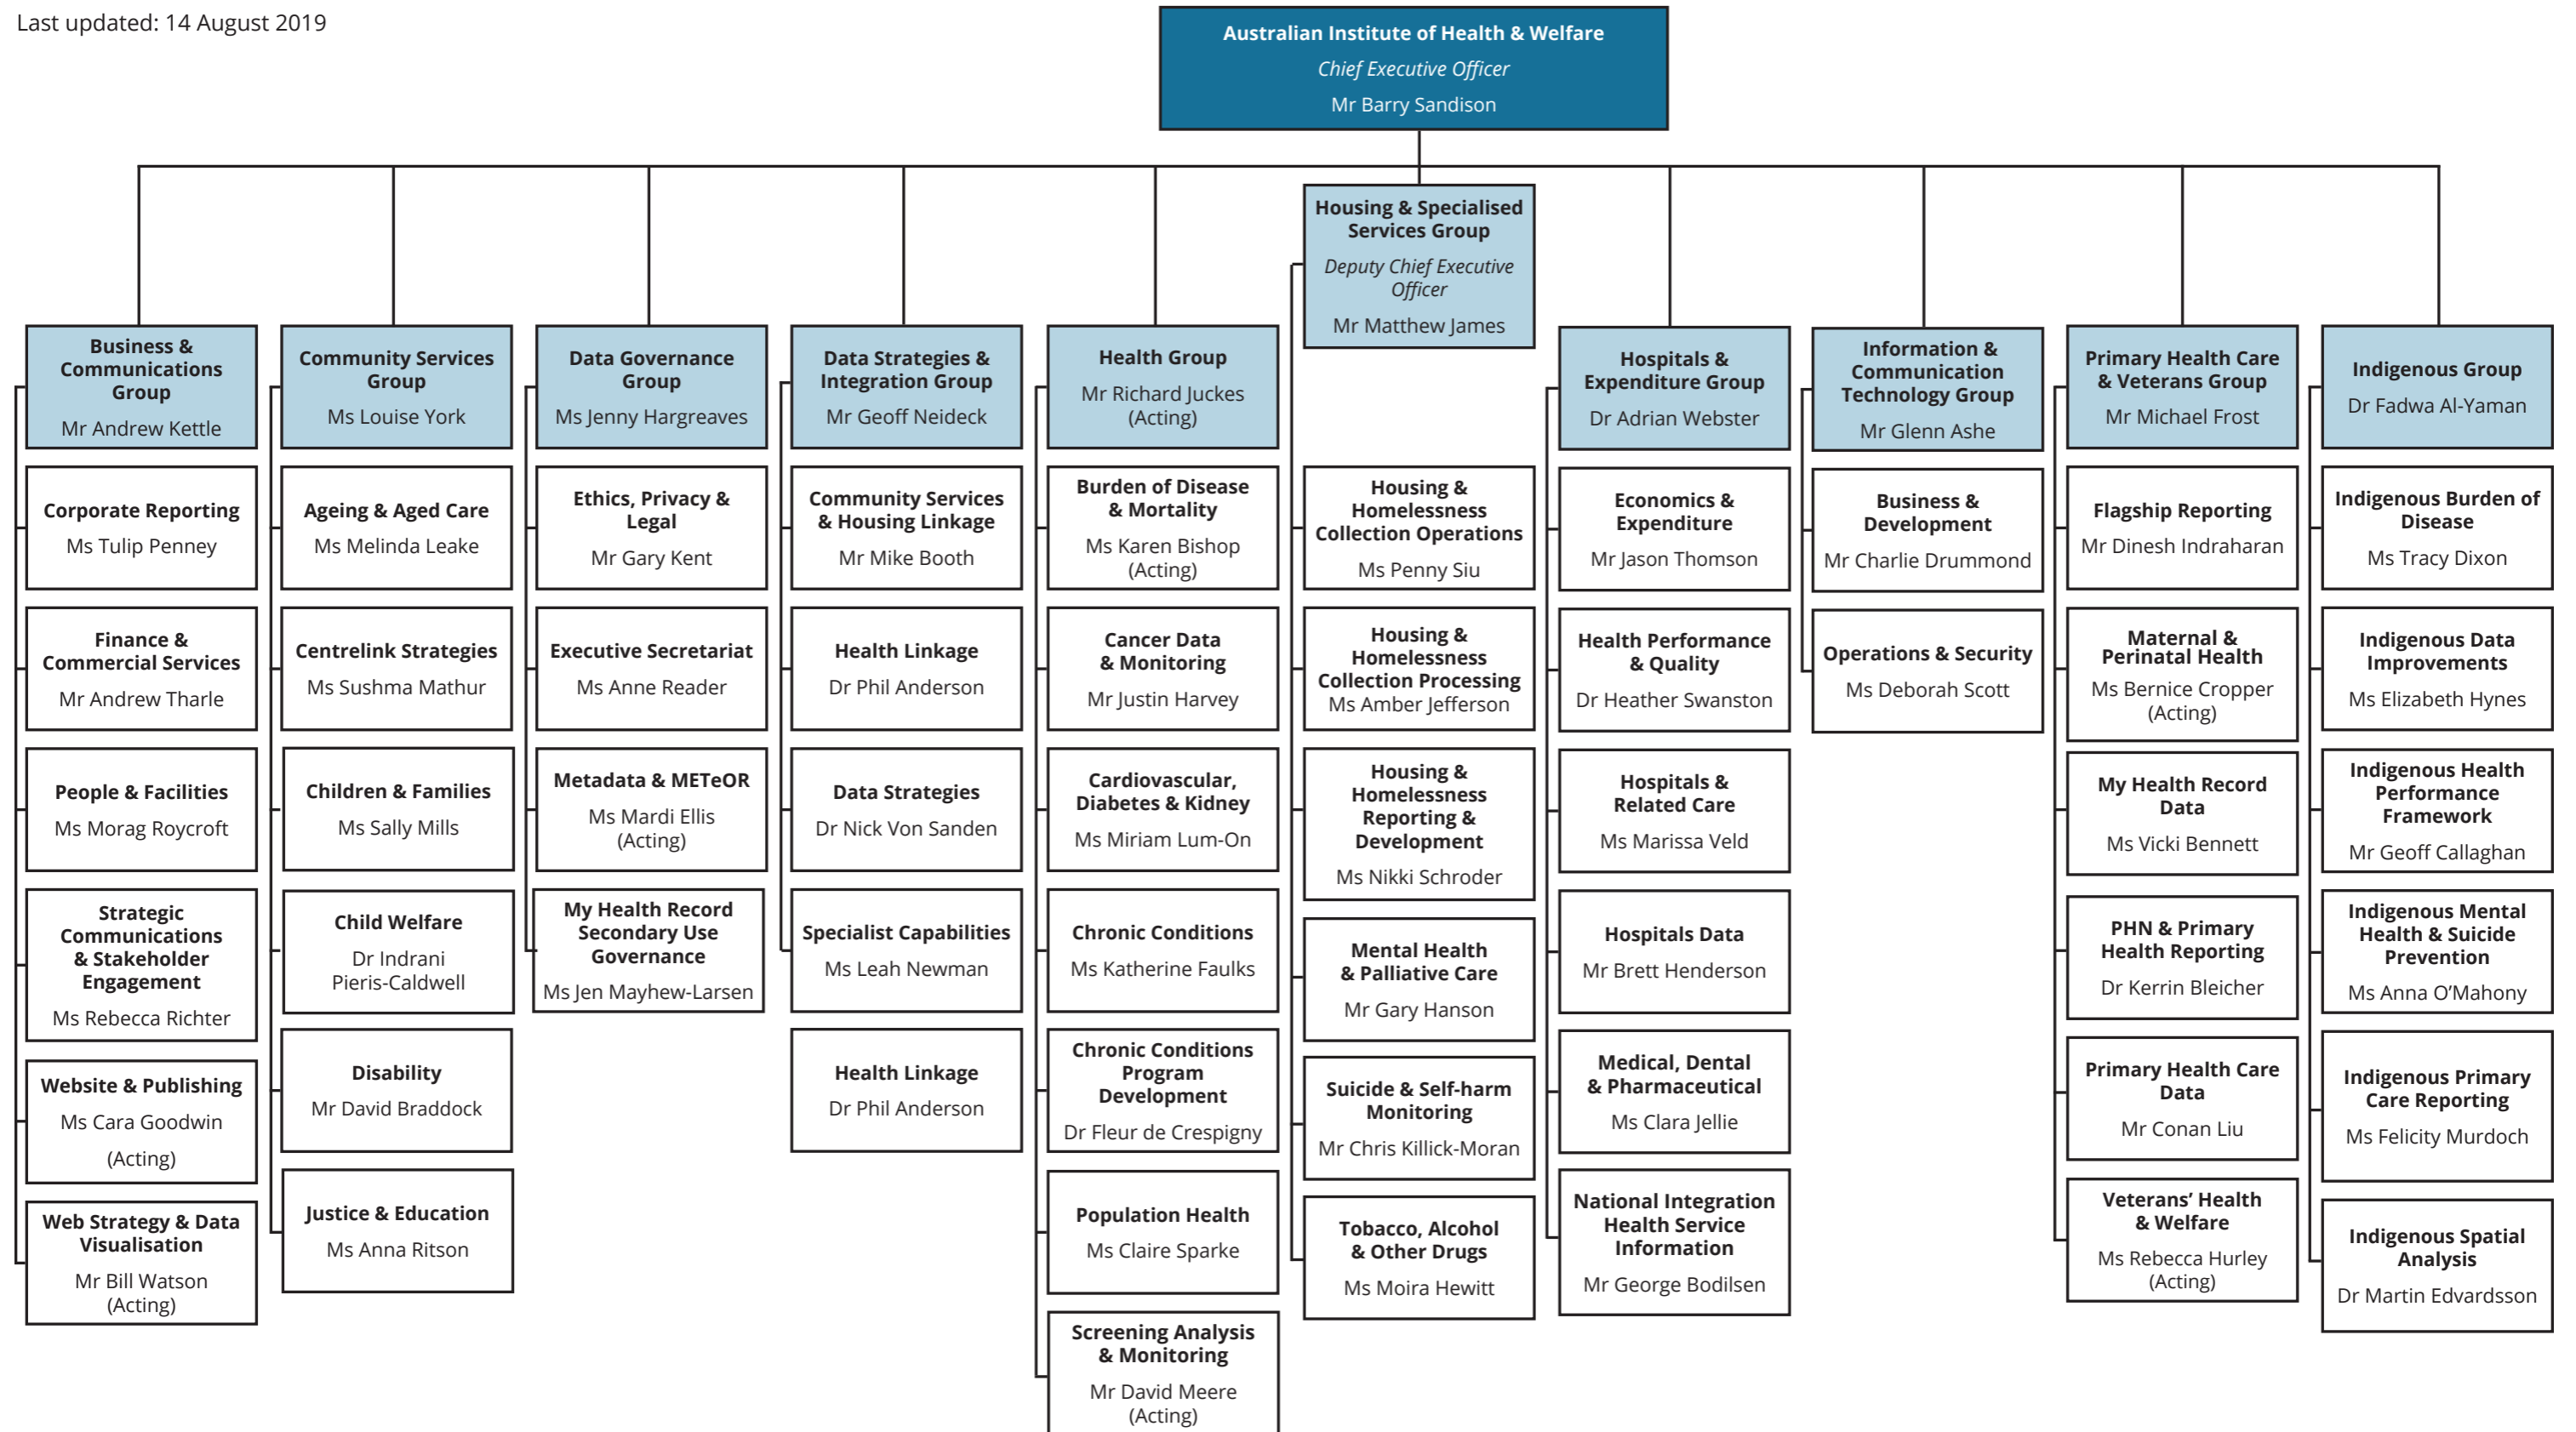 Last updated: 14 August 2019
Australian Institute of Health & Welfare
Chief Executive Officer
Mr Barry Sandison
Business &
Communications
Group
Mr Andrew Kettle
Corporate Reporting
Ms Tulip Penney
Finance &
Commercial Services
Mr Andrew Tharle
People & Facilities
Ms Morag Roycroft
Strategic
Communications
& Stakeholder
Engagement
Ms Rebecca Richter
Website & Publishing
Ms Cara Goodwin
(Acting)
Web Strategy & Data
Visualisation
Mr Bill Watson
(Acting)
Community Services
Group
Ms Louise York
Ageing & Aged Care
Ms Melinda Leake
Centrelink Strategies
Ms Sushma Mathur
Children & Families
Ms Sally Mills
Child Welfare
Dr Indrani
Pieris-Caldwell
Disability
Mr David Braddock
Justice & Education
Ms Anna Ritson
Data Governance
Group
Ms Jenny Hargreaves
Ethics, Privacy &
Legal
Mr Gary Kent
Executive Secretariat
Ms Anne Reader
Metadata & METeOR
Ms Mardi Ellis
(Acting)
My Health Record
Secondary Use
Governance
Ms Jen Mayhew-Larsen
Data Strategies &
Integration Group
Mr Geoff Neideck
Community Services
& Housing Linkage
Mr Mike Booth
Health Linkage
Dr Phil Anderson
Data Strategies
Dr Nick Von Sanden
Specialist Capabilities
Ms Leah Newman
Health Linkage
Dr Phil Anderson
Health Group
Mr Richard Juckes
(Acting)
Burden of Disease
& Mortality
Ms Karen Bishop
(Acting)
Cancer Data
& Monitoring
Mr Justin Harvey
Cardiovascular,
Diabetes & Kidney
Ms Miriam Lum-On
Chronic Conditions
Ms Katherine Faulks
Chronic Conditions
Program
Development
Dr Fleur de Crespigny
Population Health
Ms Claire Sparke
Screening Analysis
& Monitoring
Mr David Meere
(Acting)
Housing & Specialised
Services Group
Deputy Chief Executive
Officer
Mr Matthew James
Housing &
Homelessness
Collection Operations
Ms Penny Siu
Housing &
Homelessness
Collection Processing
Ms Amber Jefferson
Housing &
Homelessness
Reporting &
Development
Ms Nikki Schroder
Mental Health
& Palliative Care
Mr Gary Hanson
Suicide & Self-harm
Monitoring
Mr Chris Killick-Moran
Tobacco, Alcohol
& Other Drugs
Ms Moira Hewitt
Hospitals &
Expenditure Group
Dr Adrian Webster
Economics &
Expenditure
Mr Jason Thomson
Health Performance
& Quality
Dr Heather Swanston
Hospitals &
Related Care
Ms Marissa Veld
Hospitals Data
Mr Brett Henderson
Medical, Dental
& Pharmaceutical
Ms Clara Jellie
National Integration
Health Service
Information
Mr George Bodilsen
Information &
Communication
Technology Group
Mr Glenn Ashe
Business &
Development
Mr Charlie Drummond
Operations & Security
Ms Deborah Scott
Primary Health Care
& Veterans Group
Mr Michael Frost
Flagship Reporting
Mr Dinesh Indraharan
Maternal &
Perinatal Health
Ms Bernice Cropper
(Acting)
My Health Record
Data
Ms Vicki Bennett
PHN & Primary
Health Reporting
Dr Kerrin Bleicher
Primary Health Care
Data
Mr Conan Liu
Veterans’ Health
& Welfare
Ms Rebecca Hurley
(Acting)
Indigenous Group
Dr Fadwa Al-Yaman
Indigenous Burden of
Disease
Ms Tracy Dixon
Indigenous Data
Improvements
Ms Elizabeth Hynes
Indigenous Health
Performance
Framework
Mr Geoff Callaghan
Indigenous Mental
Health & Suicide
Prevention
Ms Anna O’Mahony
Indigenous Primary
Care Reporting
Ms Felicity Murdoch
Indigenous Spatial
Analysis
Dr Martin Edvardsson